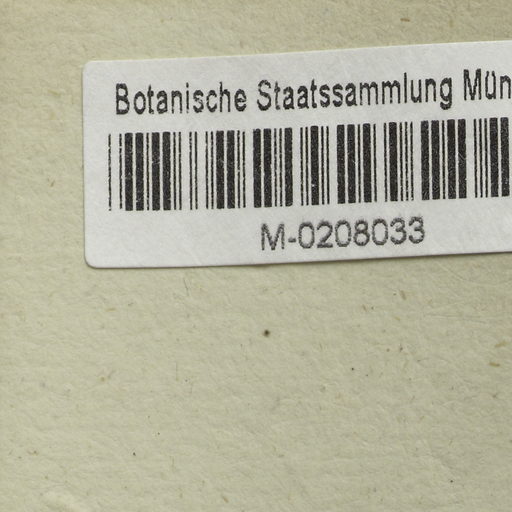 Botanische Staatssammlung Mün
M-0208033